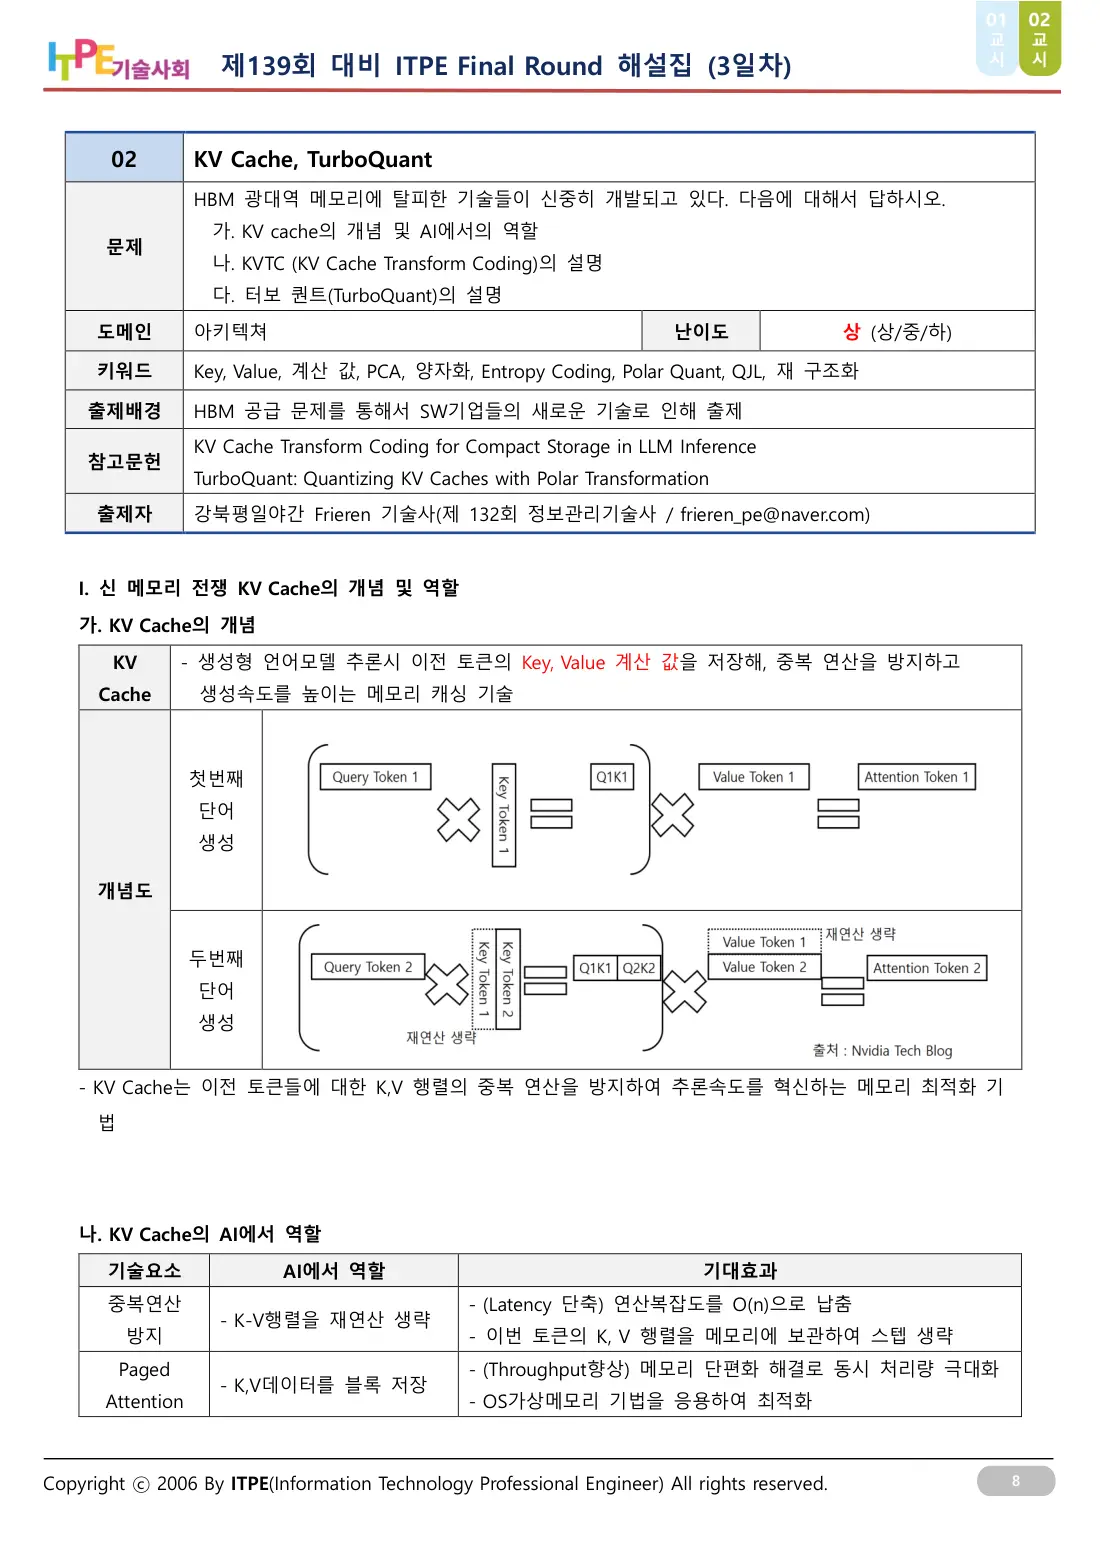 01
교
시
02
교
시
ITPE기술사회 제139회 대비 ITPE Final Round 해설집 (3일차)
02 KV Cache, TurboQuant
문제
HBM 광대역 메모리에 탈피한 기술들이 신중히 개발되고 있다. 다음에 대해서 답하시오.
가. KV cache의 개념 및 AI에서의 역할
나. KVTC (KV Cache Transform Coding)의 설명
다. 터보 퀀트(TurboQuant)의 설명
도메인 아키텍쳐 난이도 상 (상/중/하)
키워드 Key, Value, 계산 값, PCA, 양자화, Entropy Coding, Polar Quant, QJL, 재 구조화
출제배경 HBM 공급 문제를 통해서 SW기업들의 새로운 기술로 인해 출제
참고문헌
KV Cache Transform Coding for Compact Storage in LLM Inference
TurboQuant: Quantizing KV Caches with Polar Transformation
출제자 강북평일야간 Frieren 기술사(제 132회 정보관리기술사 / frieren_pe@naver.com)
I. 신 메모리 전쟁 KV Cache의 개념 및 역할
가. KV Cache의 개념
KV
Cache
- 생성형 언어모델 추론시 이전 토큰의 Key, Value 계산 값을 저장해, 중복 연산을 방지하고
생성속도를 높이는 메모리 캐싱 기술
개념도
첫번째
단어
생성
Query Token 1
Key Token 1
Q1K1
Value Token 1
Attention Token 1
두번째
단어
생성
Query Token 2
Key Token 1
Key Token 2
재연산 생략
Q1K1 Q2K2
Value Token 1
재연산 생략
Value Token 2
Attention Token 2
출처 : Nvidia Tech Blog
- KV Cache는 이전 토큰들에 대한 K,V 행렬의 중복 연산을 방지하여 추론속도를 혁신하는 메모리 최적화 기
법
나. KV Cache의 AI에서 역할
기술요소 AI에서 역할 기대효과
중복연산
방지
- K-V행렬을 재연산 생략
- (Latency 단축) 연산복잡도를 O(n)으로 납춤
- 이번 토큰의 K, V 행렬을 메모리에 보관하여 스텝 생략
Paged
Attention
- K,V데이터를 블록 저장
- (Throughput향상) 메모리 단편화 해결로 동시 처리량 극대화
- OS가상메모리 기법을 응용하여 최적화
Copyright ⓒ 2006 By ITPE(Information Technology Professional Engineer) All rights reserved.
8